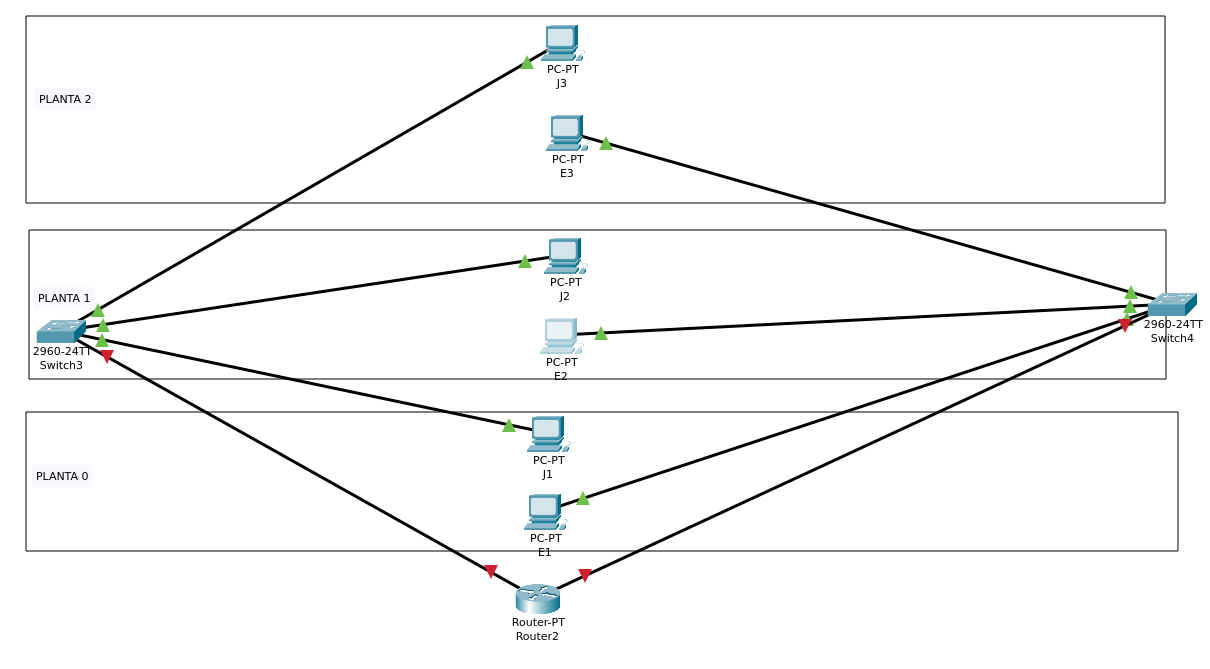 PC-PT
J3
PLANTA 2
PC-PT
E3
PC-PT
J2
PLANTA 1
2960-24TT
Switch3
2960-24TT
Switch4
PC-PT
E2
PC-PT
J1
PLANTA 0
PC-PT
E1
Router-PT
Router2